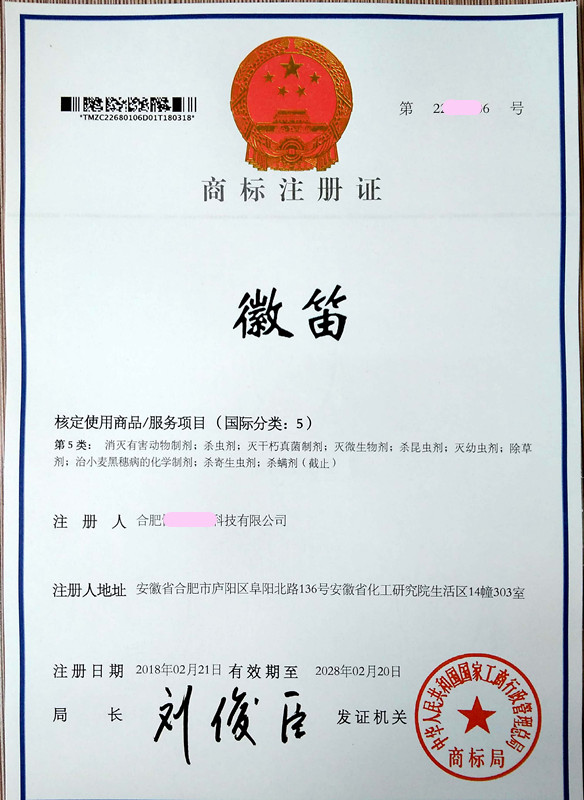 *TMZC22680106D01T180318*
第 22 6 号
商标注册证
徽笛
核定使用商品/服务项目（国际分类：5）
第5类： 消灭有害动物制剂；杀虫剂；灭干朽真菌制剂；灭微生物剂；杀昆虫剂；灭幼虫剂；除草
剂；治小麦黑穗病的化学制剂；杀寄生虫剂；杀螨剂（截止）
注册人 合肥 科技有限公司
注册人地址 安徽省合肥市庐阳区阜阳北路136号安徽省化工研究院生活区14幢303室
注册日期 2018年02月21日 有效期至 2028年02月20日
局长 刘俊臣 发证机关
中华人民共和国国家工商行政管理总局
商标局